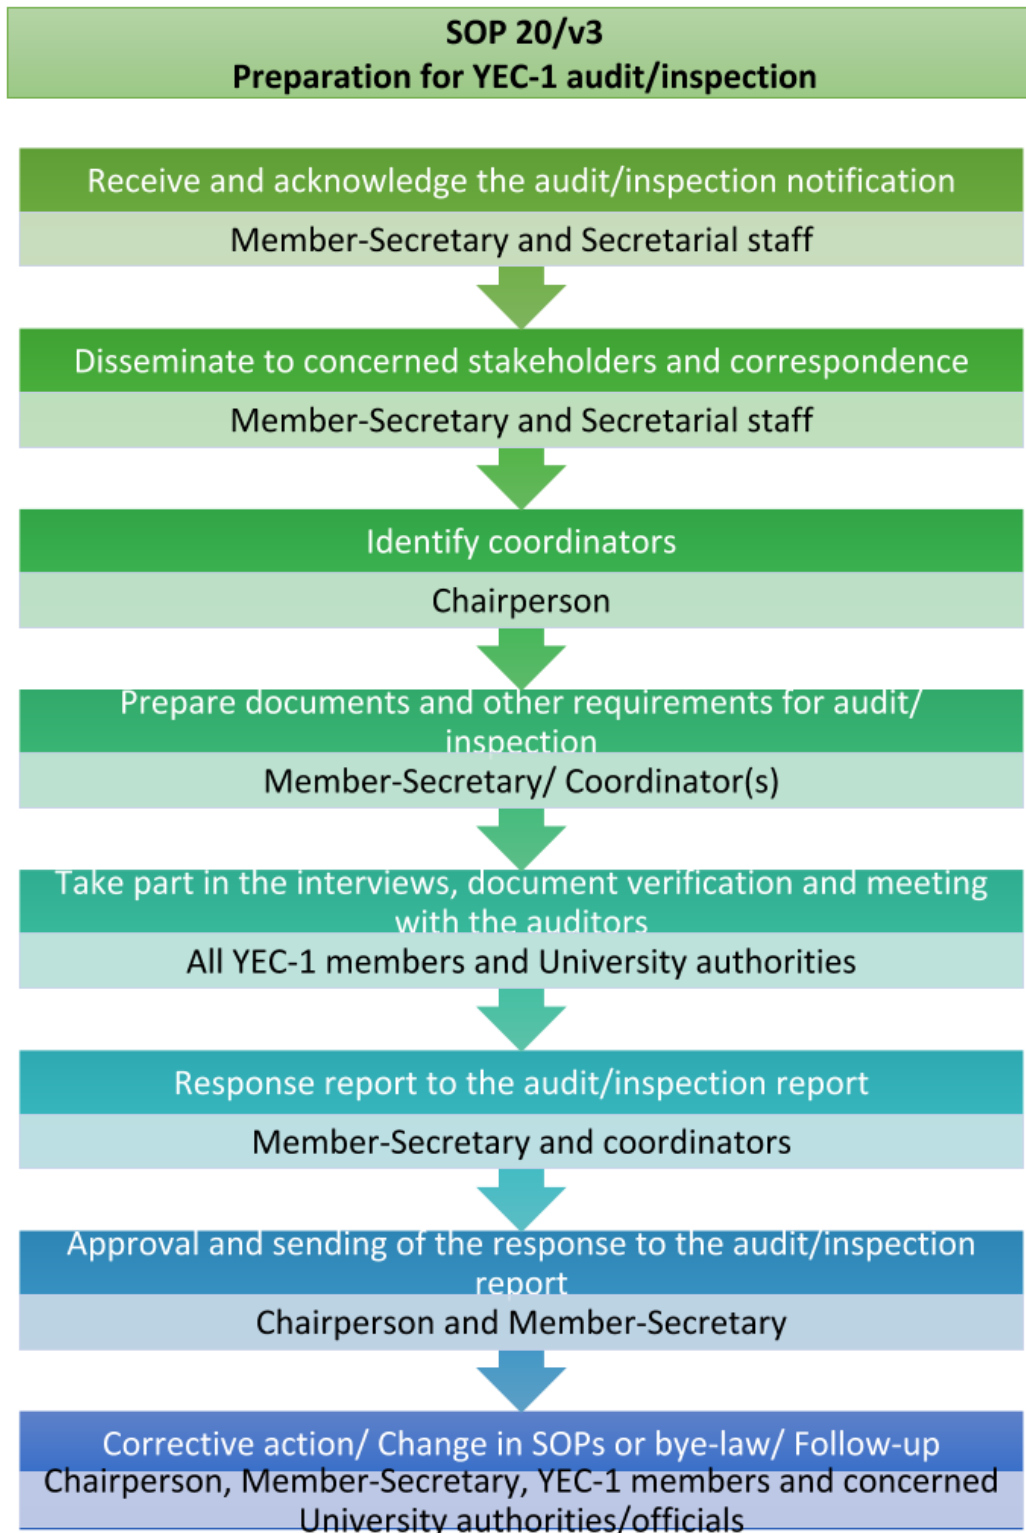 SOP 20/v3
Preparation for YEC-1 audit/inspection
Receive and acknowledge the audit/inspection notification
Member-Secretary and Secretarial staff
Disseminate to concerned stakeholders and correspondence
Member-Secretary and Secretarial staff
Identify coordinators
Chairperson
Prepare documents and other requirements for audit/
inspection
Member-Secretary/ Coordinator(s)
Take part in the interviews, document verification and meeting
with the auditors
All YEC-1 members and University authorities
Response report to the audit/inspection report
Member-Secretary and coordinators
Approval and sending of the response to the audit/inspection
report
Chairperson and Member-Secretary
Corrective action/ Change in SOPs or bye-law/ Follow-up
Chairperson, Member-Secretary, YEC-1 members and concerned
University authorities/officials